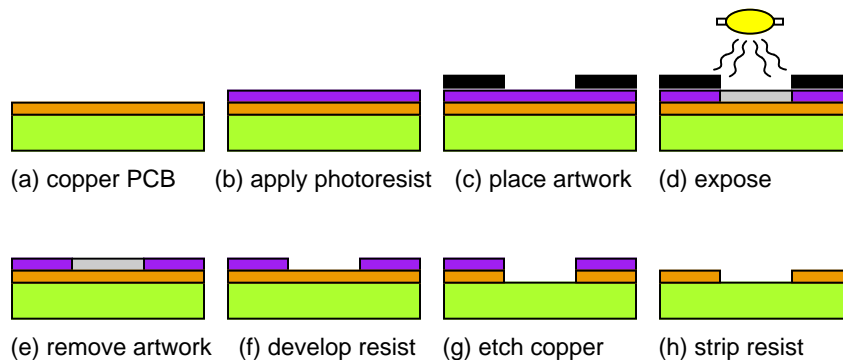 (a) copper PCB
(b) apply photoresist
(c) place artwork
(d) expose
(e) remove artwork
(f) develop resist
(g) etch copper
(h) strip resist